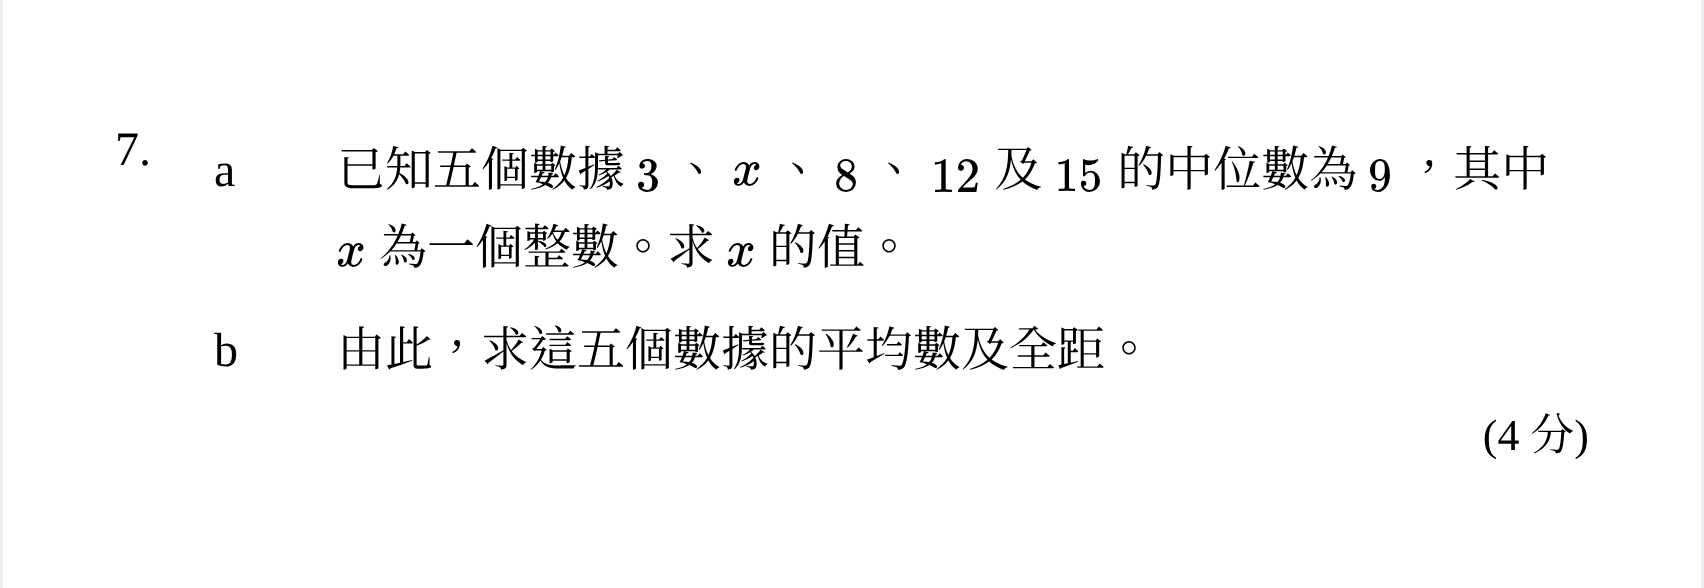 7. a 已知五個數據 3 、 x 、 8 、 12 及 15 的中位數為 9 ，其中
x 為一個整數。求 x 的值。
b 由此，求這五個數據的平均數及全距。
(4 分)